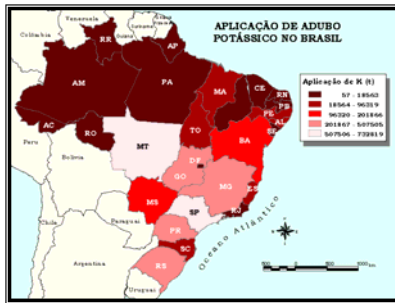 APLICAÇÃO DE ADUBO
POTÁSSICO NO BRASIL
Aplicação de K (t)
57 - 18563
18564 - 96319
96320 - 201866
201867 - 507505
507506 - 732819
Venezuela
Colombia
RR
AP
AM
PA
MA
CE
RN
PB
PE
AL
SE
AC
RO
TO
BA
MT
DF
GO
MG
ES
MS
SP
RJ
PR
SC
RS
Peru
Bolivia
Paraguai
Chile
Argentina
Uruguai
Oceano Atlântico